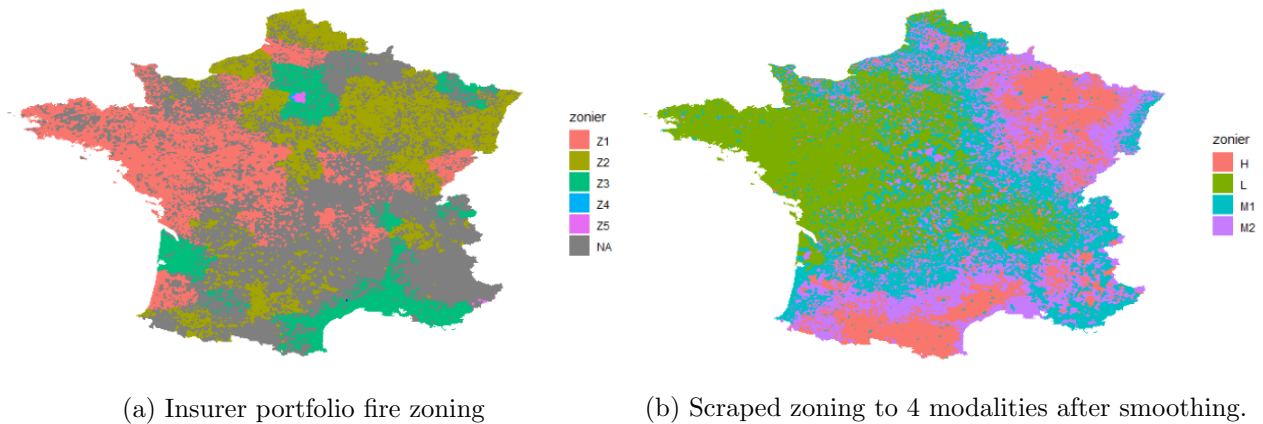 zonier
Z1
Z2
Z3
Z4
Z5
NA
zonier
H
L
M1
M2
(a) Insurer portfolio fire zoning
(b) Scraped zoning to 4 modalities after smoothing.